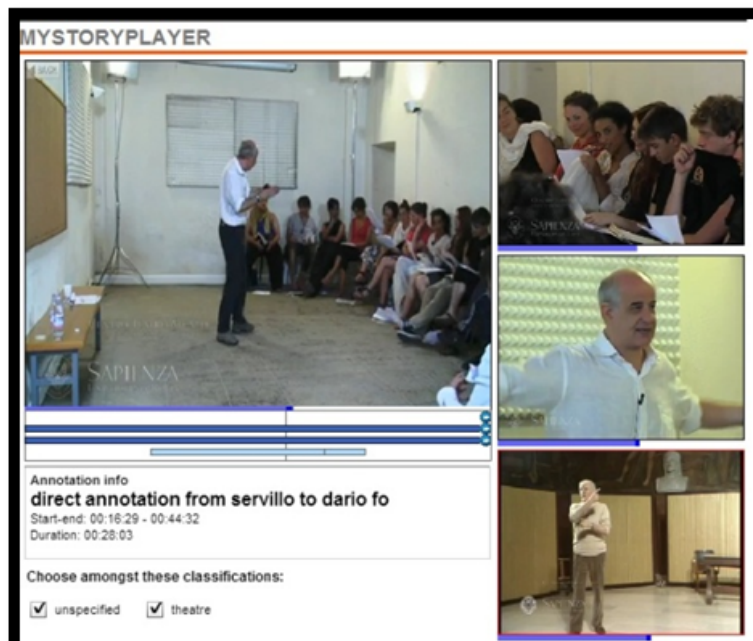 MYSTORYPLAYER
SAPIENZA
SAPIENZA
Annotation info
direct annotation from servillo to dario fo
Start-end: 00:16:29 - 00:44:32
Duration: 00:28:03
Choose amongst these classifications:
unspecified
theatre